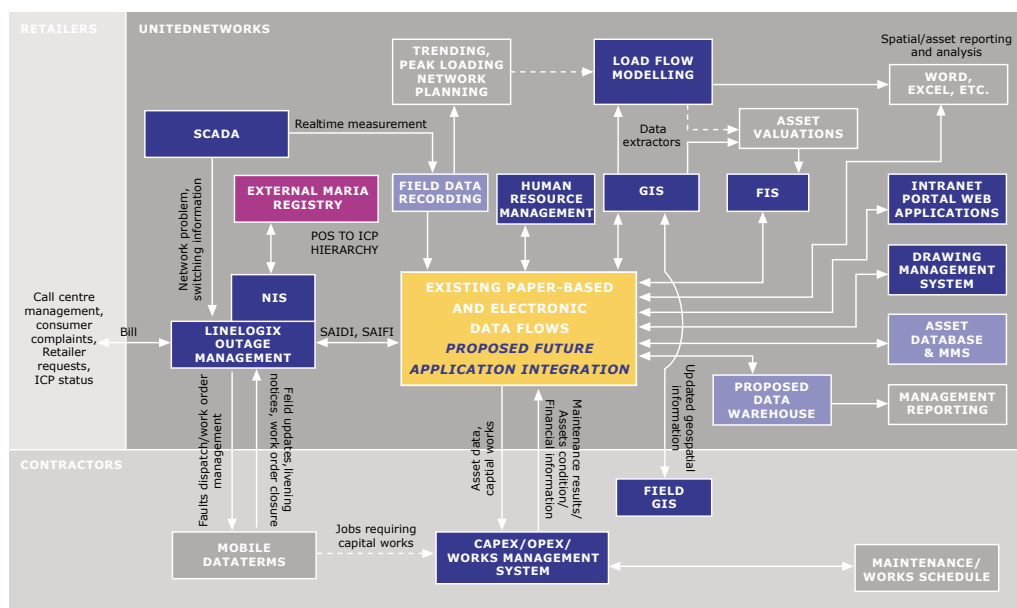 RETAILERS
UNITEDNETWORKS
Spatial/asset reporting
and analysis
TRENDING,
PEAK LOADING
NETWORK
PLANNING
LOAD FLOW
MODELLING
WORD,
EXCEL, ETC.
SCADA
Realtime measurement
Data
extractors
ASSET
VALUATIONS
EXTERNAL MARIA
REGISTRY
FIELD DATA
RECORDING
HUMAN
RESOURCE
MANAGEMENT
GIS
FIS
INTRANET
PORTAL WEB
APPLICATIONS
Network problem,
switching information
POS TO ICP
HIERARCHY
DRAWING
MANAGEMENT
SYSTEM
NIS
EXISTING PAPER-BASED
AND ELECTRONIC
DATA FLOWS
PROPOSED FUTURE
APPLICATION INTEGRATION
Call centre
management,
consumer
complaints,
Retailer
requests,
ICP status
Bill
LINELOGIX
OUTAGE
MANAGEMENT
SAIDI, SAIFI
ASSET
DATABASE
& MMS
PROPOSED
DATA
WAREHOUSE
MANAGEMENT
REPORTING
Faults dispatch/work order
management
Feild updates, livening
notices, work order closure
Asset data,
captial works
Maintenance results/
Assets condition/
Financial information
Updated geospatial
information
CONTRACTORS
FIELD
GIS
MOBILE
DATATERMS
Jobs requiring
capital works
CAPEX/OPEX/
WORKS MANAGEMENT
SYSTEM
MAINTENANCE/
WORKS SCHEDULE